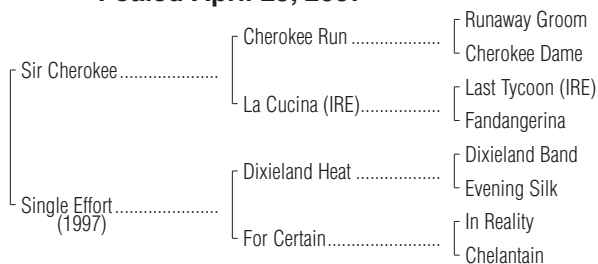 Runaway Groom
Cherokee Run ....................
Cherokee Dame
Sir Cherokee......................
Last Tycoon (IRE)
La Cucina (IRE)..................
Fandangerina
Dixieland Band
Dixieland Heat ...................
Evening Silk
Single Effort.......................
(1997)
In Reality
For Certain.........................
Chelantain